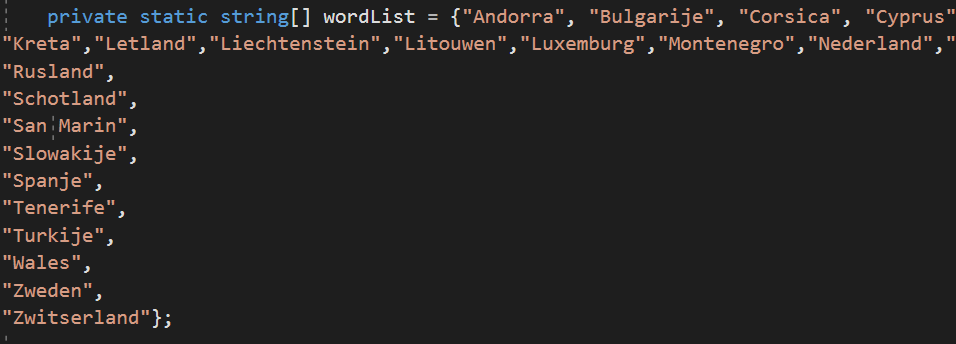 private static string[] wordList = {"Andorra", "Bulgarije", "Corsica", "Cyprus"
"Kreta","Letland","Liechtenstein","Litouwen","Luxemburg","Montenegro","Nederland","
"Rusland",
"Schotland",
"San Marin",
"Slowakije",
"Spanje",
"Tenerife",
"Turkije",
"Wales",
"Zweden",
"Zwitserland"};